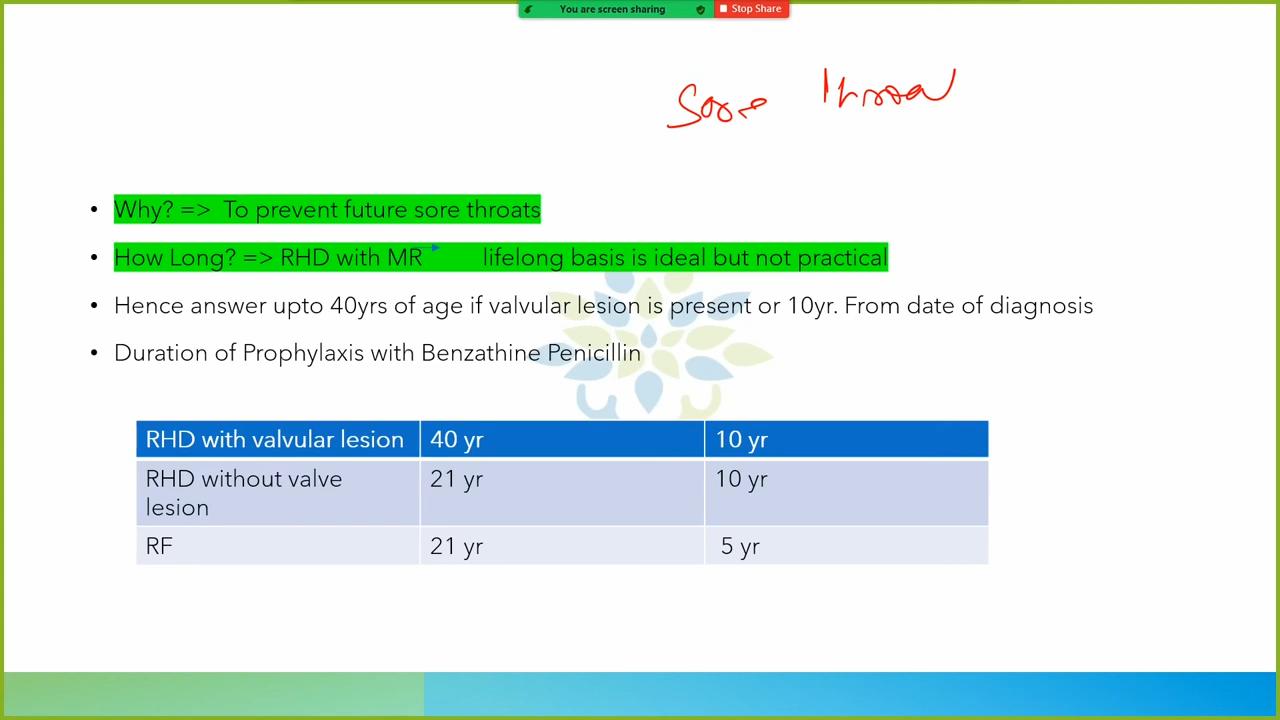 You are screen sharing Stop Share
Sore throat
• Why? => To prevent future sore throats
• How Long? => RHD with MR lifelong basis is ideal but not practical
• Hence answer upto 40yrs of age if valvular lesion is present or 10yr. From date of diagnosis
• Duration of Prophylaxis with Benzathine Penicillin
RHD with valvular lesion 40 yr 10 yr
RHD without valve 21 yr 10 yr
lesion
RF 21 yr 5 yr